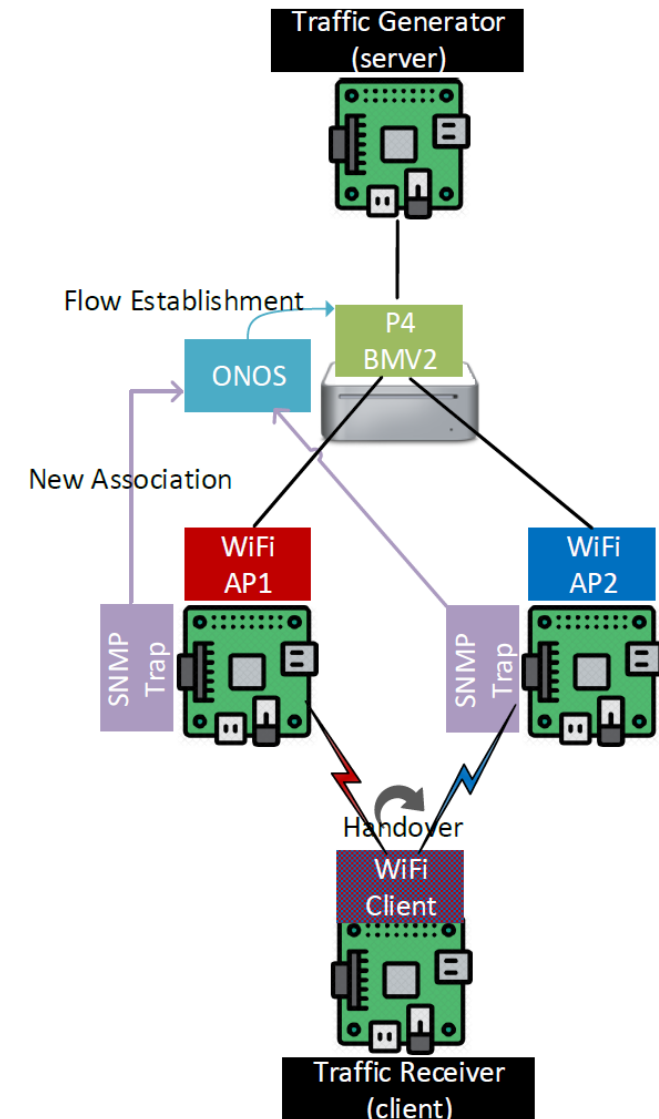 Traffic Generator
(server)
Flow Establishment
P4
BMV2
ONOS
New Association
WiFi
AP1
WiFi
AP2
SNMP
Trap
SNMP
Trap
Handover
WiFi
Client
Traffic Receiver
(client)